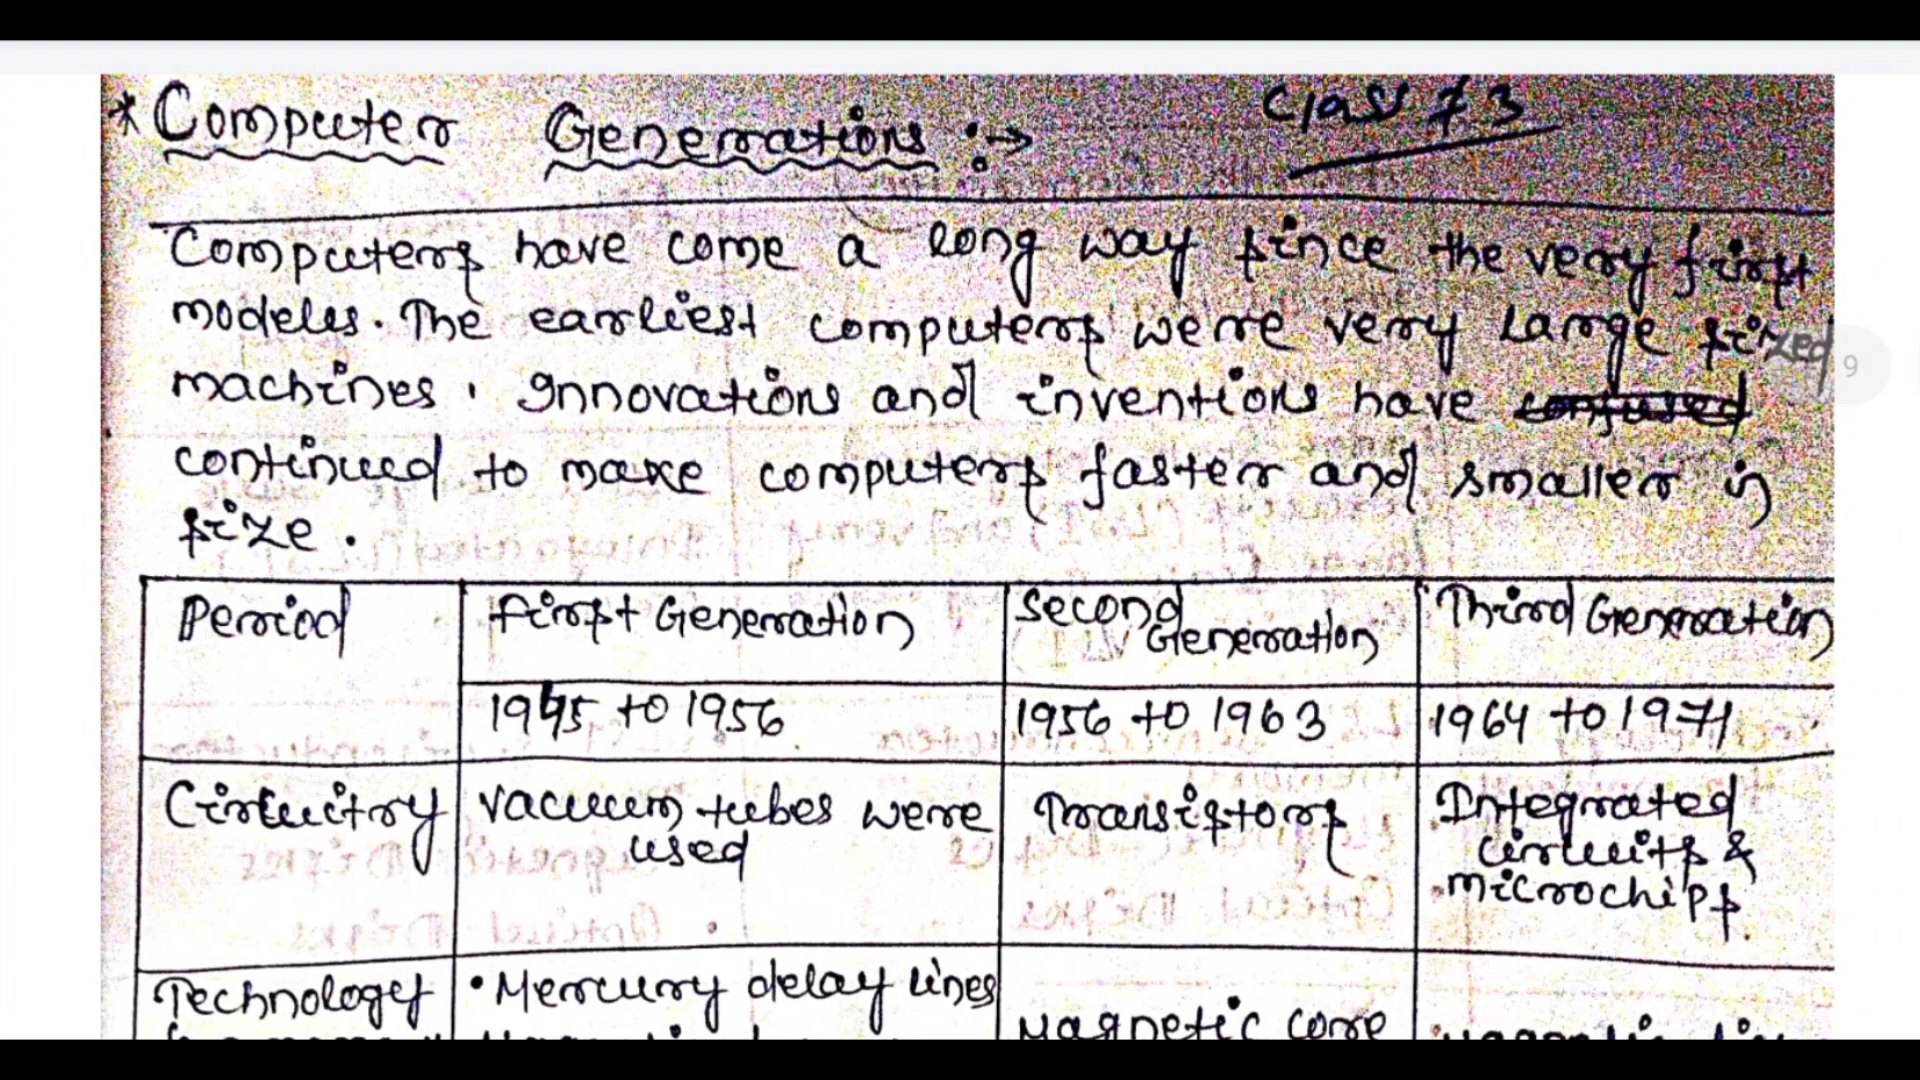 * Computer Generations :→
Class 73
Computers have come a long way since the very first
modeles. The earliest computers were very large sized
9
machines. Innovations and inventions have confused
continued to make computers faster and smaller in
size.
Period
First Generation
Second Generation
Third Generation
1945 to 1956
1956 to 1963
1964 to 1971
Circuitry
vacuum tubes were
used
Transistors
Integrated
circuits &
microchips.
Technology
• Mercury delay lines
Magnetic core